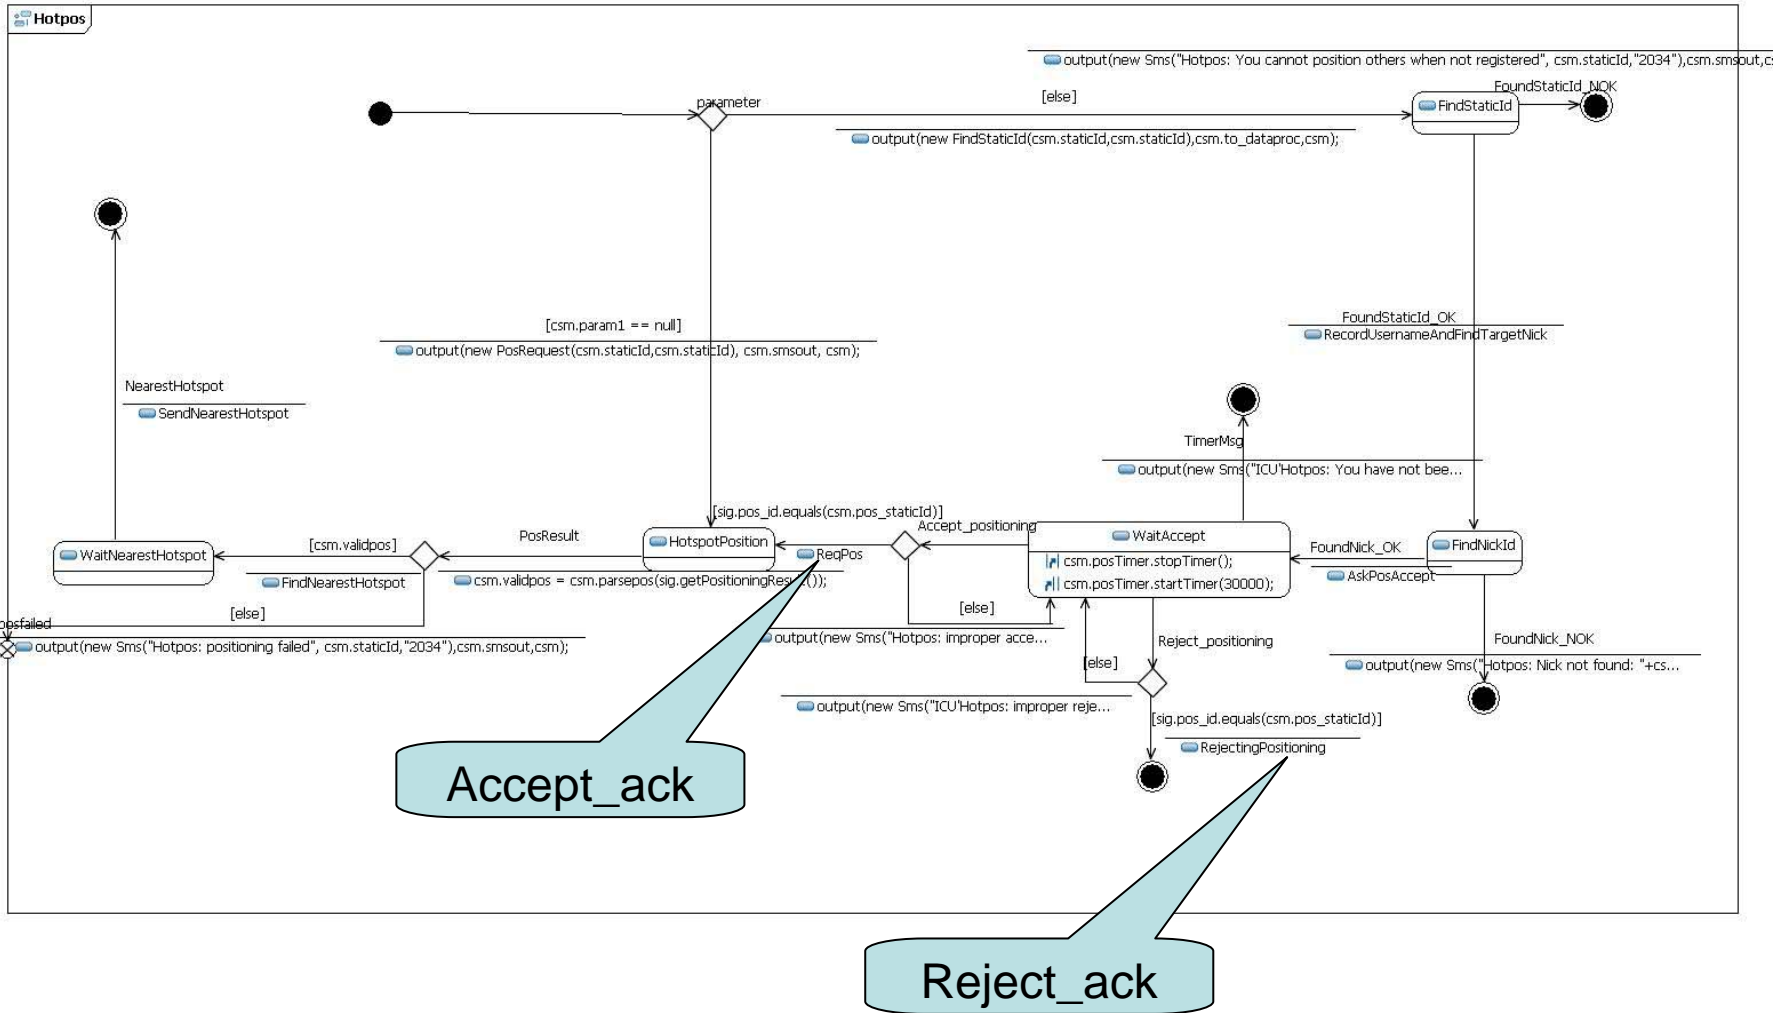 Hotpos
output(new Sms("Hotpos: You cannot position others when not registered", csm.staticId,"2034"),csm.smsout,cs
FoundStaticId_NOK
parameter
[else]
FindStaticId
output(new FindStaticId(csm.staticId,csm.staticId),csm.to_dataproc,csm);
[csm.param1 == null]
output(new PosRequest(csm.staticId,csm.staticId), csm.smsout, csm);
FoundStaticId_OK
RecordUsernameAndFindTargetNick
NearestHotspot
SendNearestHotspot
TimerMsg
output(new Sms("ICU'Hotpos: You have not bee...
[sig.pos_id.equals(csm.pos_staticId)]
Accept_positioning
WaitAccept
csm.posTimer.stopTimer();
csm.posTimer.startTimer(30000);
FoundNick_OK
AskPosAccept
FindNickId
HotspotPosition
ReqPos
PosResult
csm.validpos = csm.parsepos(sig.getPositioningResult());
[csm.validpos]
FindNearestHotspot
WaitNearestHotspot
[else]
posfailed
output(new Sms("Hotpos: positioning failed", csm.staticId,"2034"),csm.smsout,csm);
[else]
output(new Sms("Hotpos: improper acce...
Reject_positioning
[else]
output(new Sms("ICU'Hotpos: improper reje...
FoundNick_NOK
output(new Sms("Hotpos: Nick not found: "+cs...
[sig.pos_id.equals(csm.pos_staticId)]
RejectingPositioning
Accept_ack
Reject_ack